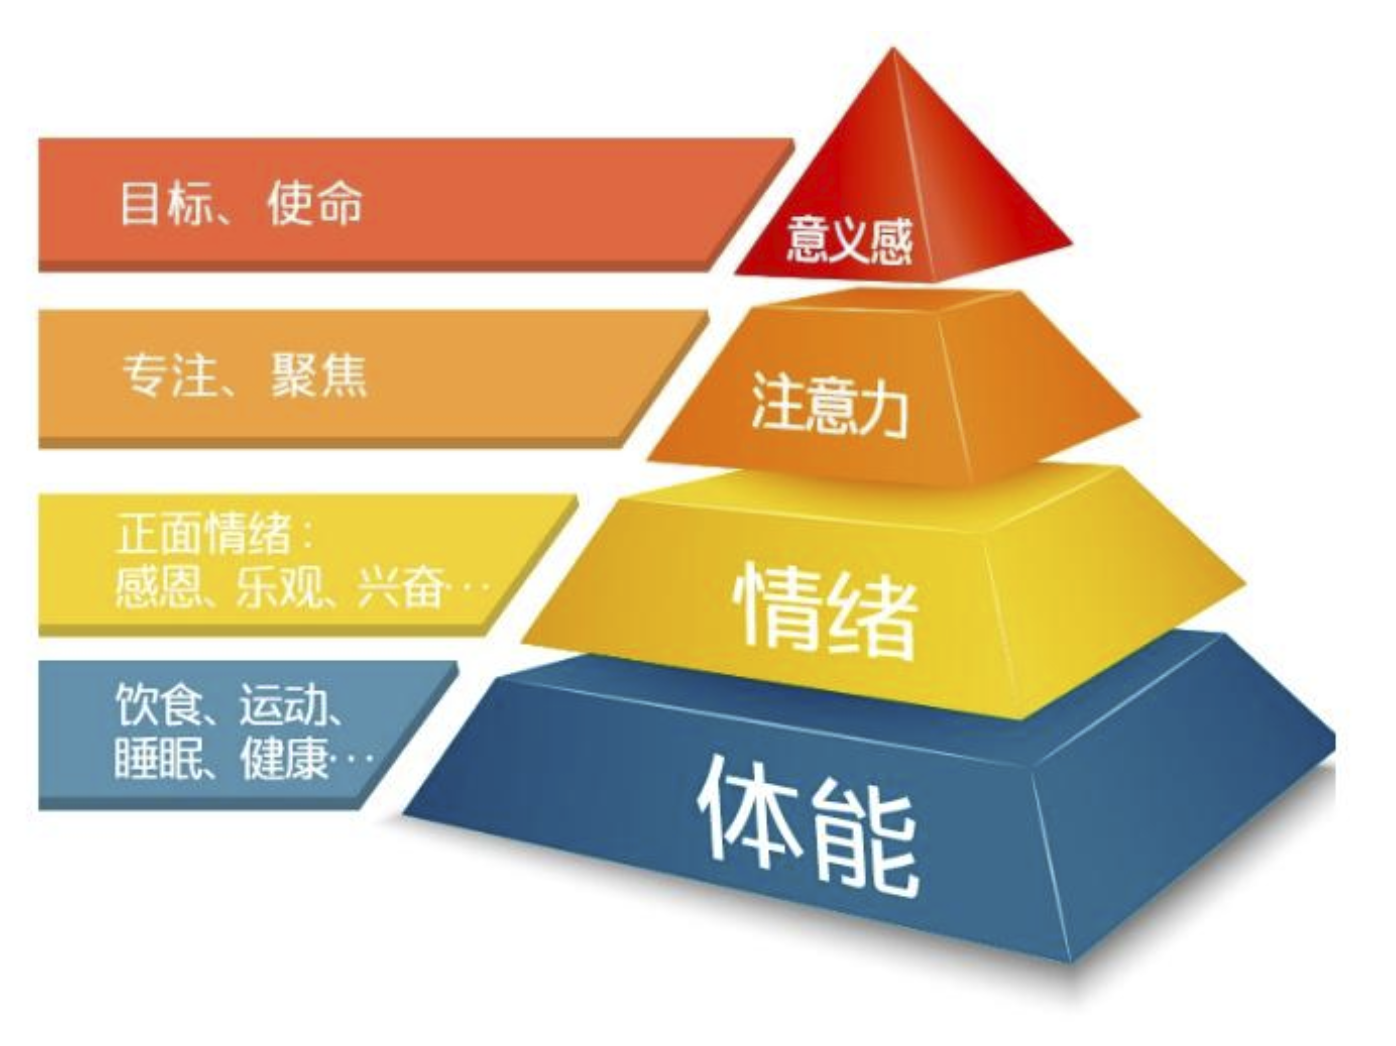 目标、使命
意义感
专注、聚焦
注意力
正面情绪：
感恩、乐观、兴奋···
情绪
饮食、运动、
睡眠、健康···
体能